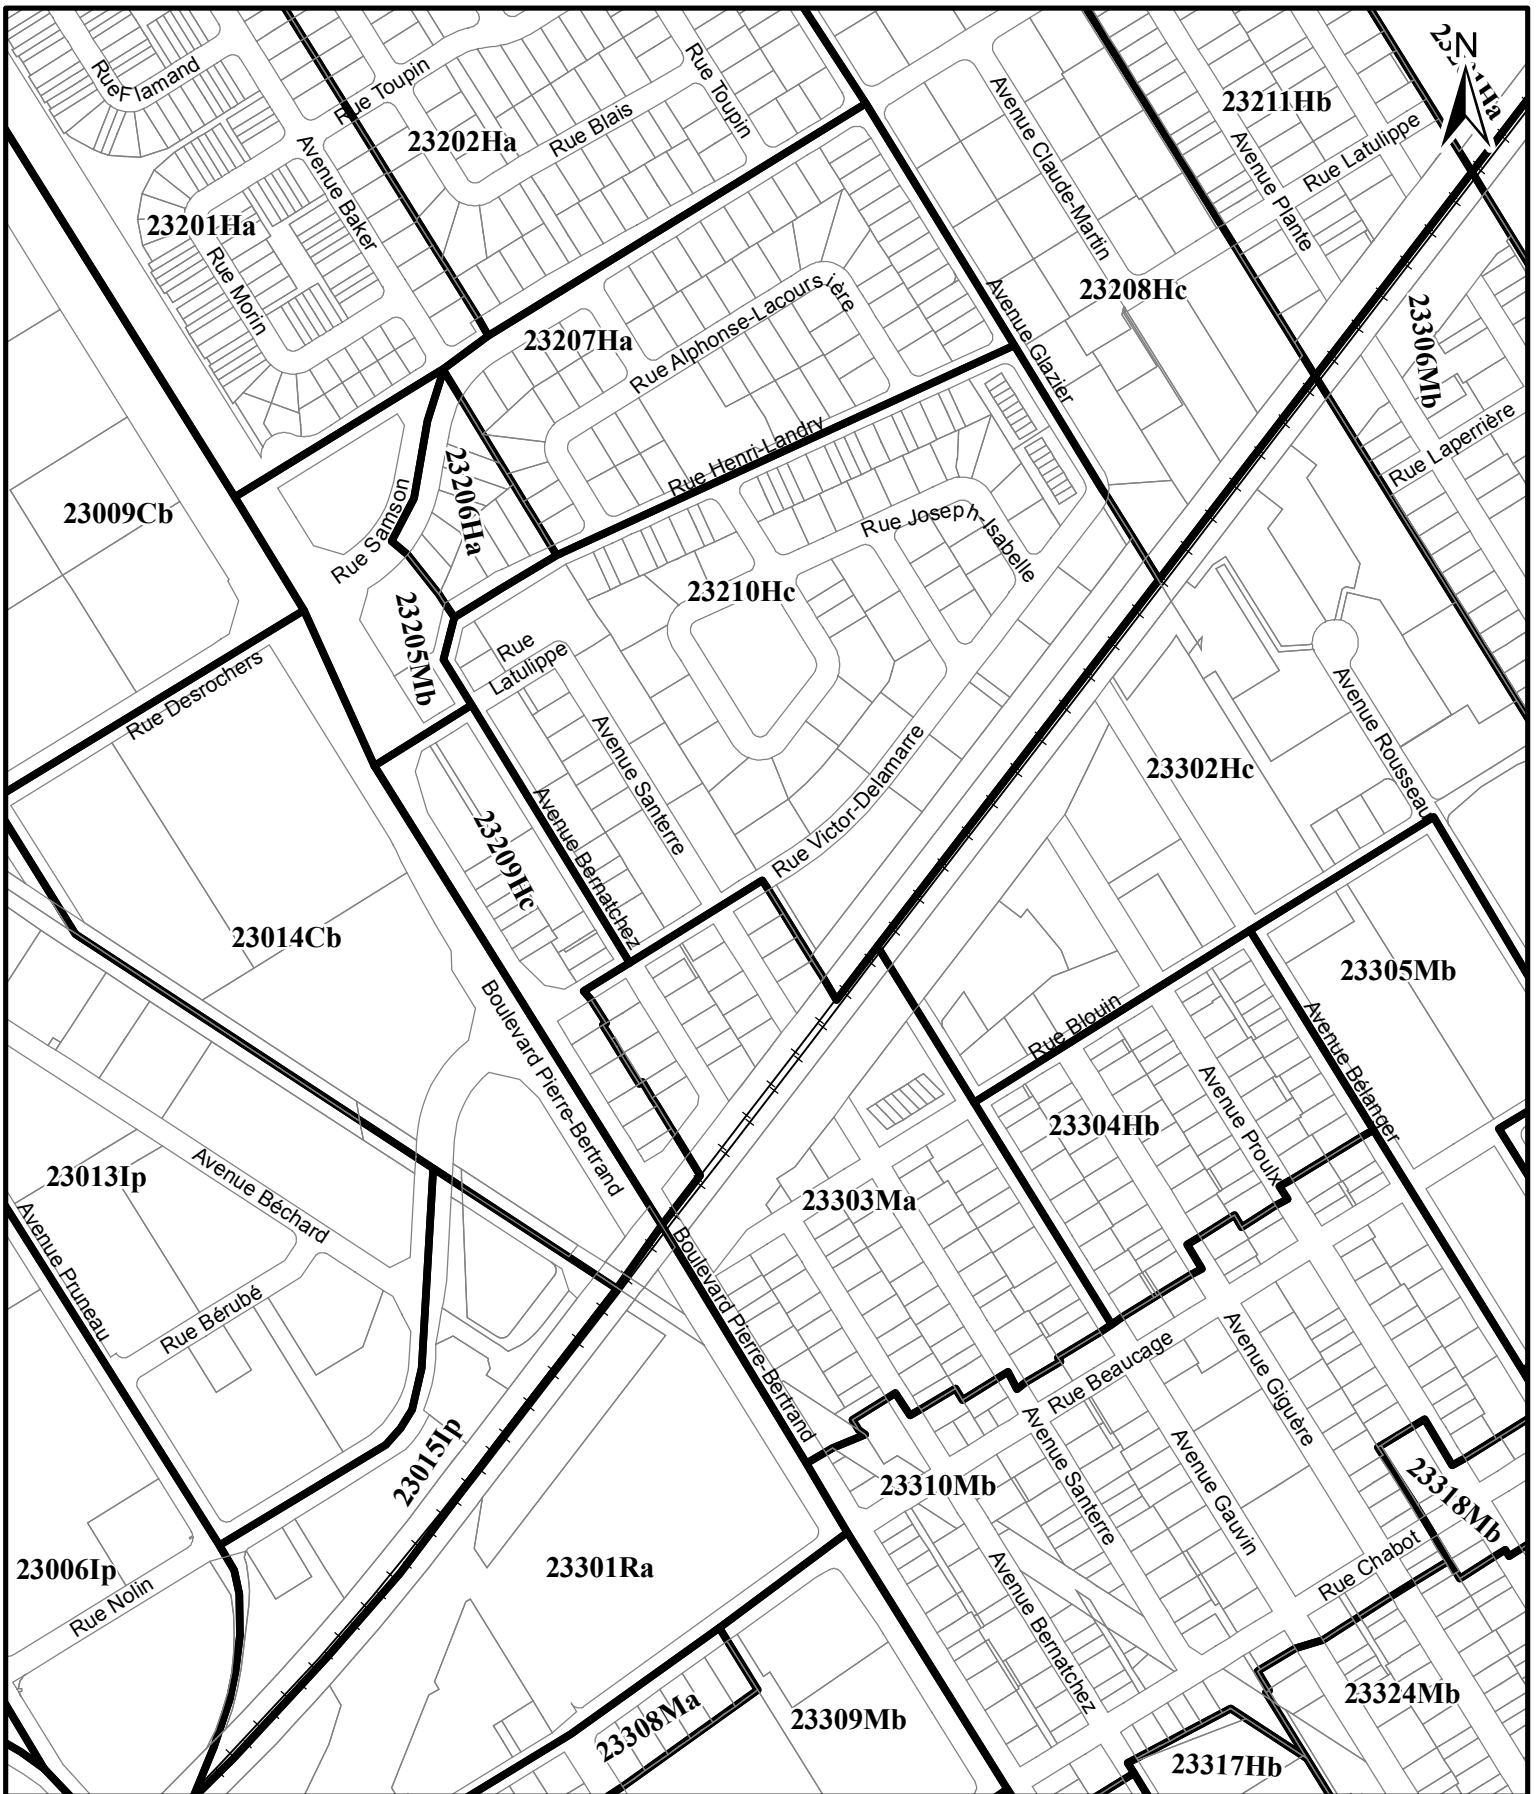 N
Rue Flamand
Rue Toupin
Rue Toupin
23202Ha
Rue Blais
Avenue Claude-Martin
23211Hb
Avenue Plante
Rue Latulippe
Avenue Baker
23201Ha
Rue Morin
23207Ha
Rue Alphonse-Lacoursière
Avenue Glazier
23208Hc
23306Mb
Rue Laperrière
23009Cb
Rue Samson
23206Ha
Rue Henri-Landry
Rue Joseph-Isabelle
23210Hc
23205Mb
Rue
Latulippe
Rue Desrochers
Avenue Santerre
Avenue Bernatchez
Rue Victor-Delamarre
23302Hc
Avenue Rousseau
23209Hc
23014Cb
23305Mb
Boulevard Pierre-Bertrand
Rue Blouin
Avenue Bélanger
23304Hb
Avenue Proulx
23013Ip
Avenue Béchard
23303Ma
Avenue Pruneau
Rue Bérubé
Boulevard Pierre-Bertrand
Rue Beaucage
Avenue Giguère
23015Ip
Avenue Santerre
Avenue Gauvin
23310Mb
23318Mb
23006Ip
Rue Nolin
23301Ra
Avenue Bernatchez
Rue Chabot
23308Ma
23309Mb
23324Mb
23317Hb